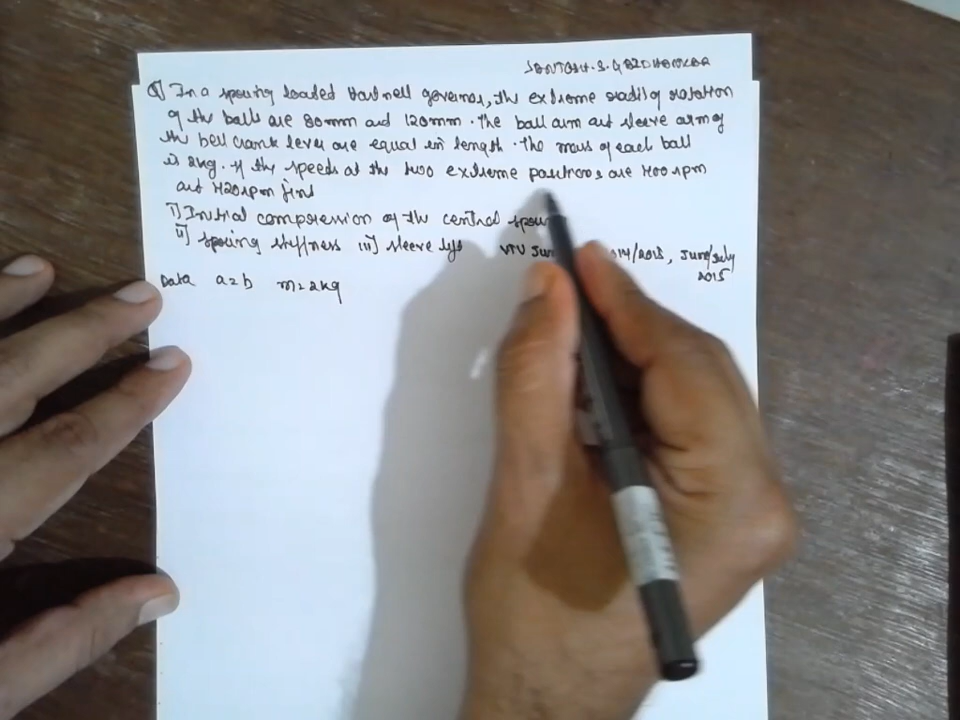 SANTOSH.S.
Q) In a spring loaded Hartnell governor, the extreme radii of rotation
of the balls are 80mm and 120mm. The ball arm and sleeve arm of
the bell crank lever are equal in length. The mass of each ball
is 2kg. if the speeds at the two extreme positions are 400 rpm
and 420rpm find
i) Initial compression of the central
ii) spring stiffness iii) sleeve lift VTU 2015, June/July
2015
Data a=b m=2kg